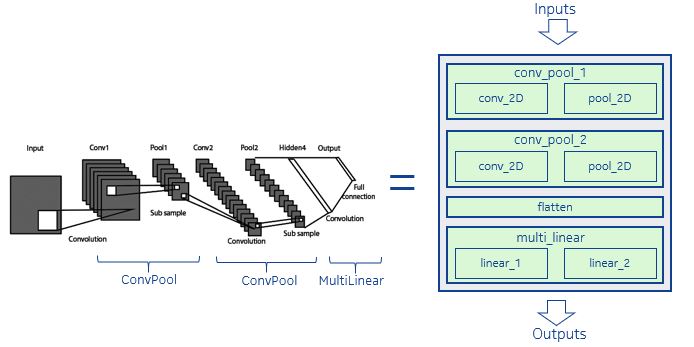 Input
Conv1
Pool1
Conv2
Pool2
Hidden4
Output
Convolution
Sub sample
Convolution
Sub sample
Convolution
Full
connection
ConvPool
ConvPool
MultiLinear
=
Inputs
conv_pool_1
conv_2D
pool_2D
conv_pool_2
conv_2D
pool_2D
flatten
multi_linear
linear_1
linear_2
Outputs